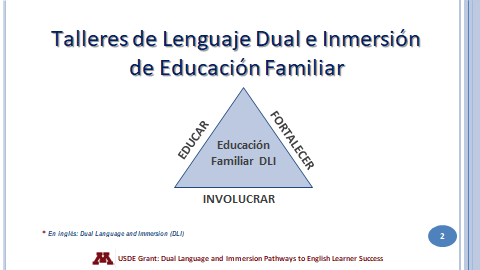 Talleres de Lenguaje Dual e Inmersión
de Educación Familiar
EDUCAR
FORTALECER
Educación
Familiar DLI
INVOLUCRAR
* En inglés: Dual Language and Immersion (DLI)
2
M
USDE Grant: Dual Language and Immersion Pathways to English Learner Success